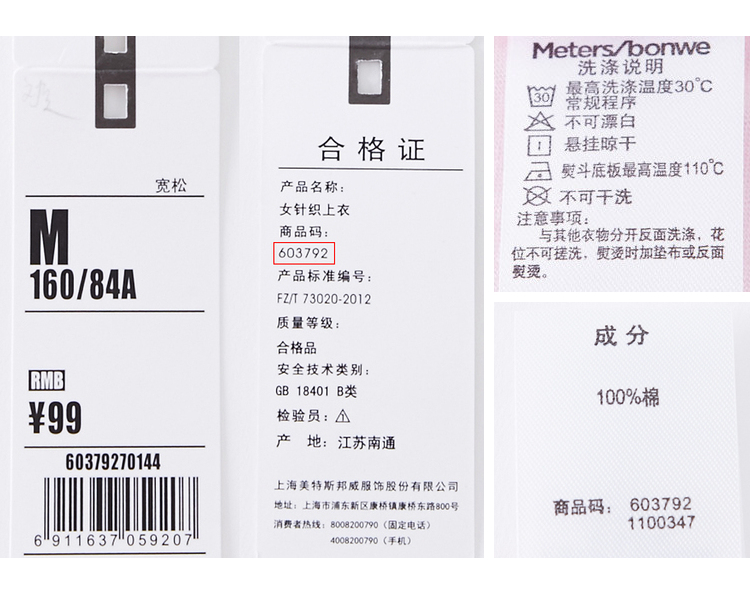 宽松
M
160/84A
RMB
¥99
60379270144
6 911637 059207
合格证
产品名称:
女针织上衣
商品码:
603792
产品标准编号:
FZ/T 73020-2012
质量等级:
合格品
安全技术类别:
GB 18401 B类
检验员:
产 地: 江苏南通
上海美特斯邦威服饰股份有限公司
地址: 上海市浦东新区康桥镇康桥东路800号
消费者热线: 8008200790 (固定电话)
4008200790 (手机)
Meters/bonwe
洗涤说明
30
最高洗涤温度30℃
常规程序
不可漂白
悬挂晾干
熨斗底板最高温度110℃
不可干洗
注意事项:
与其他衣物分开反面洗涤, 花
位不可搓洗, 熨烫时加垫布或反面
熨烫。
成分
100%棉
商品码: 603792
1100347